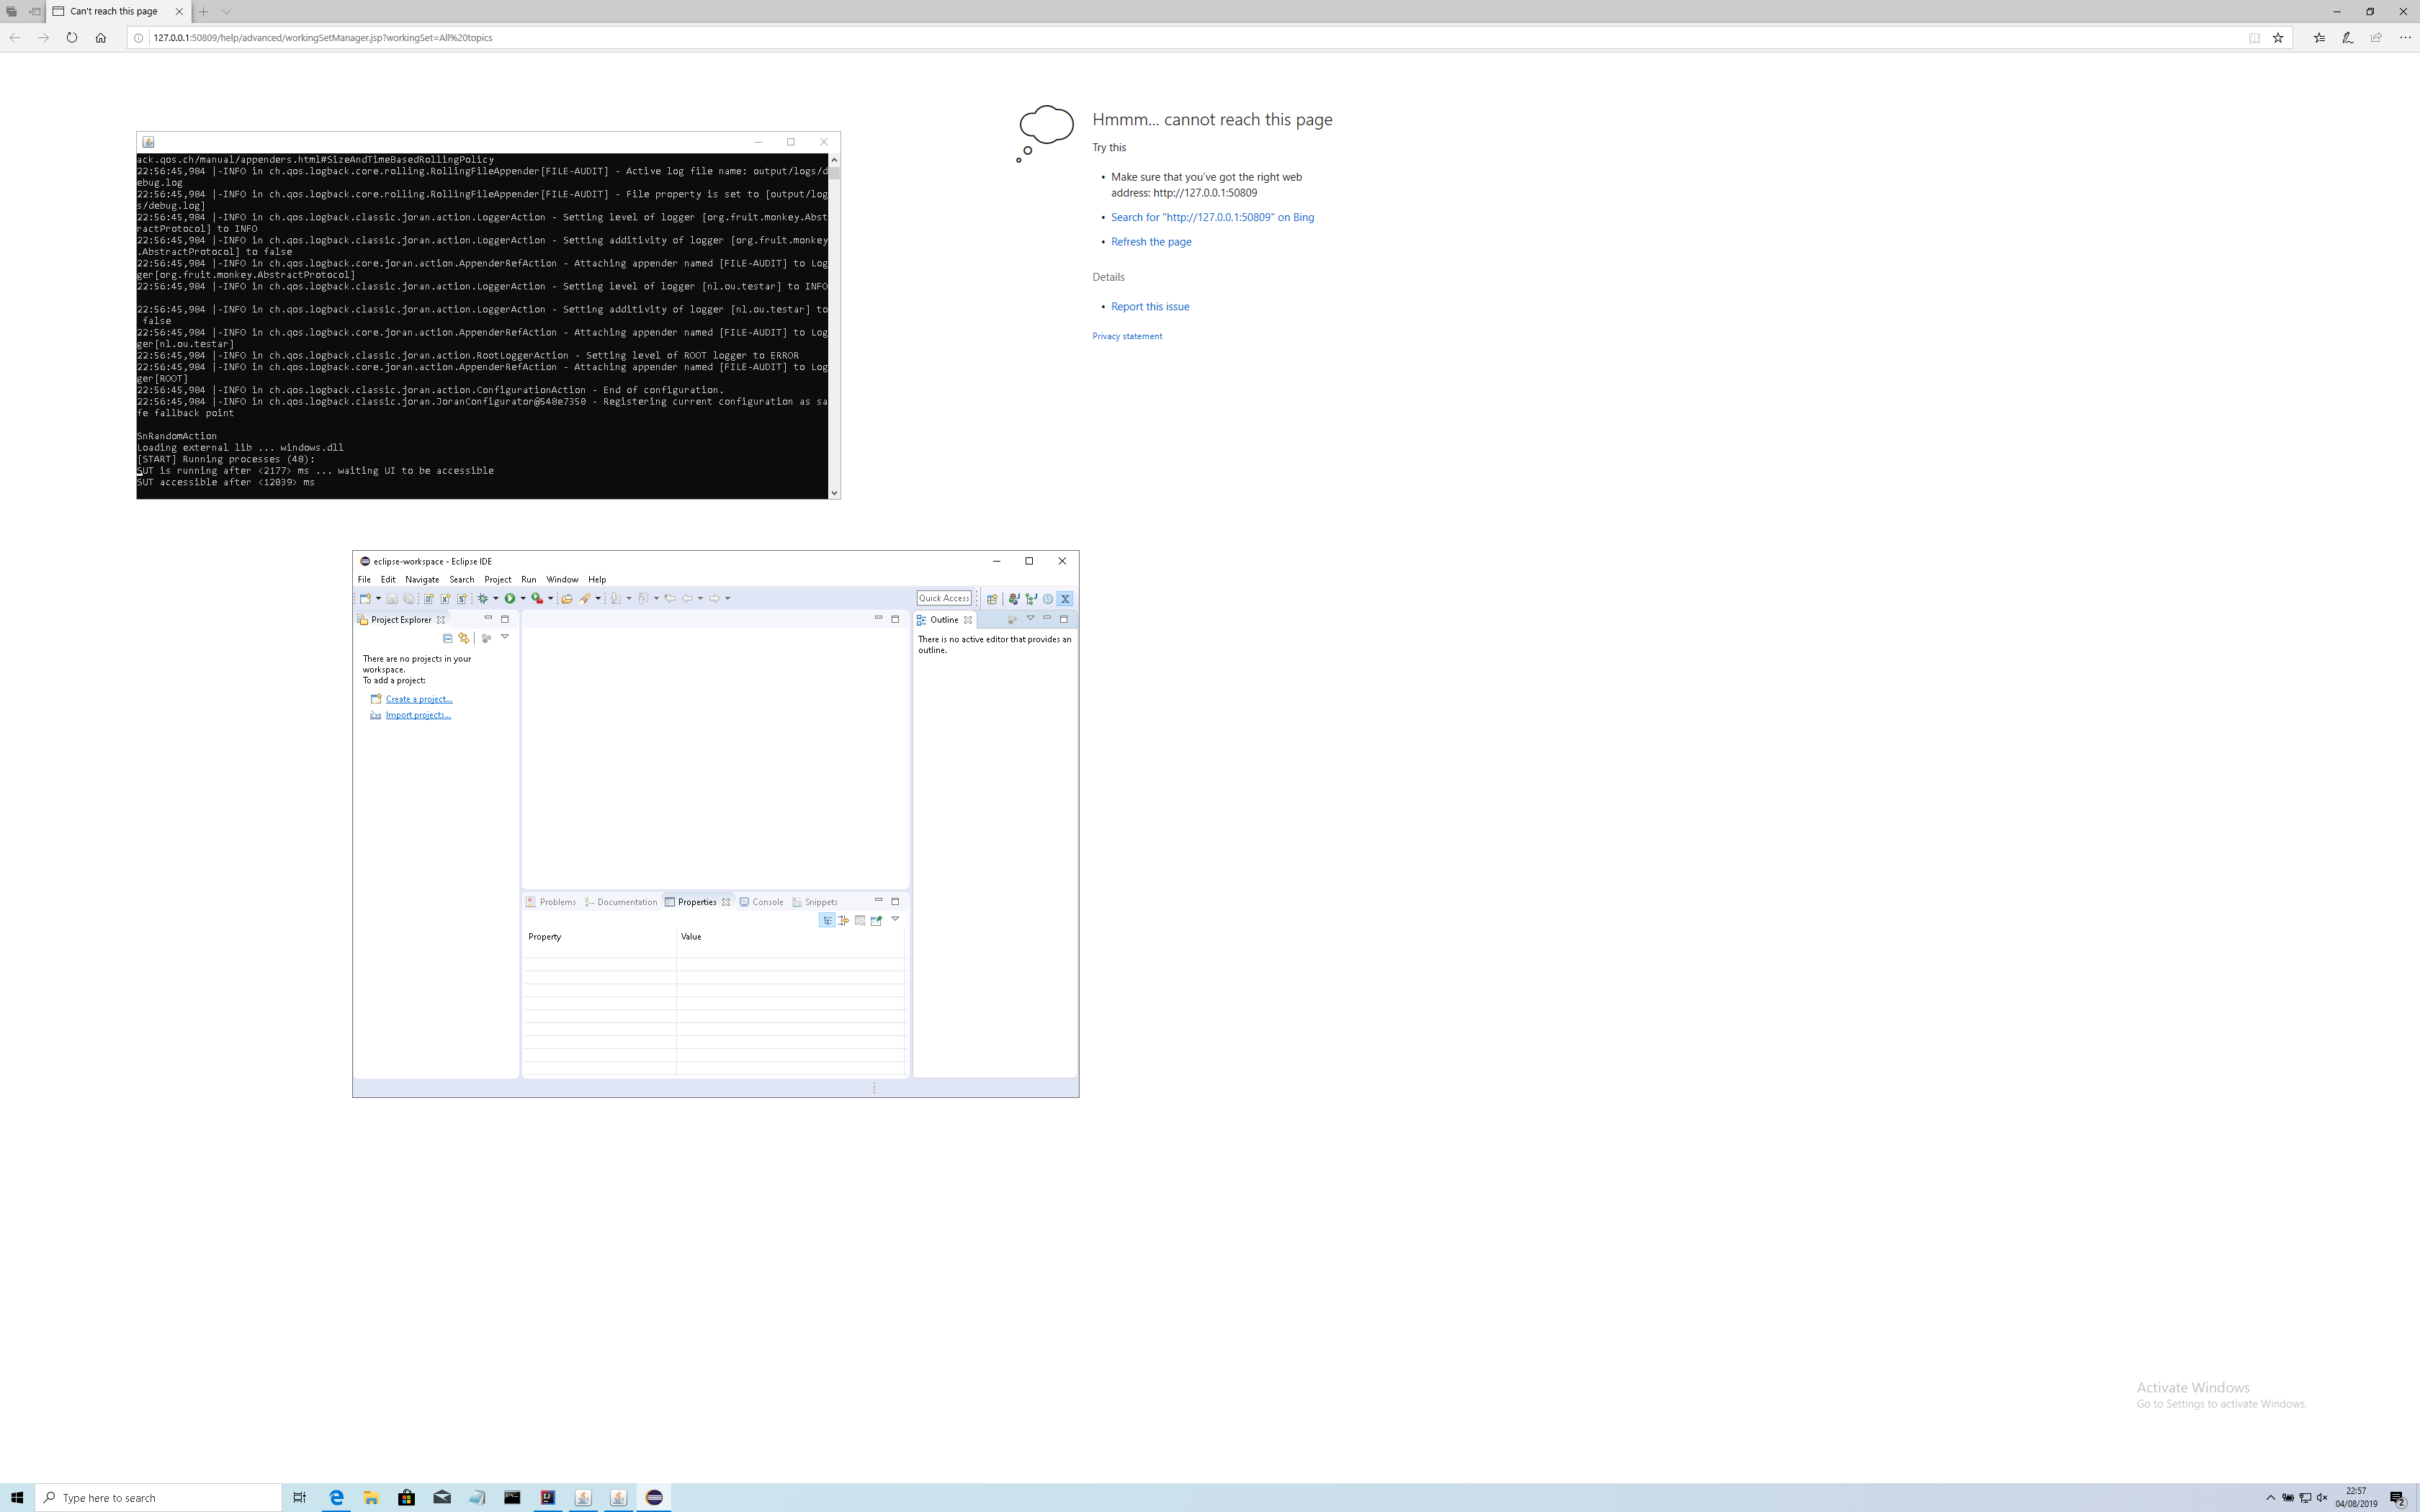 Can't reach this page
127.0.0.1:50809/help/advanced/workingSetManager.jsp?workingSet=All%20topics
Hmmm... cannot reach this page
Try this
• Make sure that you've got the right web
address: http://127.0.0.1:50809
• Search for "http://127.0.0.1:50809" on Bing
• Refresh the page
Details
• Report this issue
Privacy statement
ack.qos.ch/manual/appenders.html#SizeAndTimeBasedRollingPolicy
22:56:45,984 |-INFO in ch.qos.logback.core.rolling.RollingFileAppender[FILE-AUDIT] - Active log file name: output/logs/d
ebug.log
22:56:45,984 |-INFO in ch.qos.logback.core.rolling.RollingFileAppender[FILE-AUDIT] - File property is set to [output/log
s/debug.log]
22:56:45,984 |-INFO in ch.qos.logback.classic.joran.action.LoggerAction - Setting level of logger [org.fruit.monkey.Abst
ractProtocol] to INFO
22:56:45,984 |-INFO in ch.qos.logback.classic.joran.action.LoggerAction - Setting additivity of logger [org.fruit.monkey
.AbstractProtocol] to false
22:56:45,984 |-INFO in ch.qos.logback.core.joran.action.AppenderRefAction - Attaching appender named [FILE-AUDIT] to Log
ger[org.fruit.monkey.AbstractProtocol]
22:56:45,984 |-INFO in ch.qos.logback.classic.joran.action.LoggerAction - Setting level of logger [nl.ou.testar] to INFO
22:56:45,984 |-INFO in ch.qos.logback.classic.joran.action.LoggerAction - Setting additivity of logger [nl.ou.testar] to
false
22:56:45,984 |-INFO in ch.qos.logback.core.joran.action.AppenderRefAction - Attaching appender named [FILE-AUDIT] to Log
ger[nl.ou.testar]
22:56:45,984 |-INFO in ch.qos.logback.classic.joran.action.RootLoggerAction - Setting level of ROOT logger to ERROR
22:56:45,984 |-INFO in ch.qos.logback.core.joran.action.AppenderRefAction - Attaching appender named [FILE-AUDIT] to Log
ger[ROOT]
22:56:45,984 |-INFO in ch.qos.logback.classic.joran.action.ConfigurationAction - End of configuration.
22:56:45,984 |-INFO in ch.qos.logback.classic.joran.JoranConfigurator@548e7350 - Registering current configuration as sa
fe fallback point
SnRandomAction
Loading external lib ... windows.dll
[START] Running processes (48):
SUT is running after <2177> ms ... waiting UI to be accessible
SUT accessible after <12039> ms
eclipse-workspace - Eclipse IDE
File Edit Navigate Search Project Run Window Help
Quick Access
Project Explorer
There are no projects in your
workspace.
To add a project:
Create a project...
Import projects...
Outline
There is no active editor that provides an
outline.
Problems Documentation Properties Console Snippets
Property Value
Activate Windows
Go to Settings to activate Windows.
Type here to search
22:57
04/08/2019
2